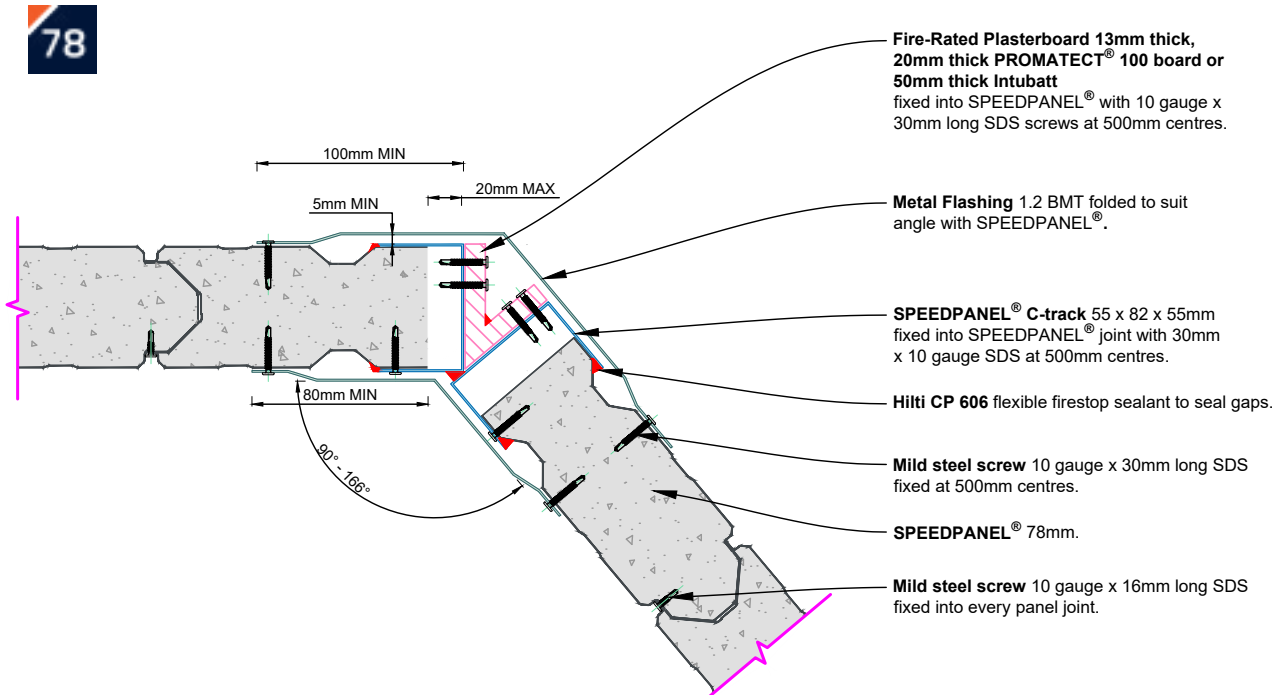 78
Fire-Rated Plasterboard 13mm thick,
20mm thick PROMATECT® 100 board or
50mm thick Intubatt
fixed into SPEEDPANEL® with 10 gauge x
30mm long SDS screws at 500mm centres.
100mm MIN
20mm MAX
5mm MIN
Metal Flashing 1.2 BMT folded to suit
angle with SPEEDPANEL®.
SPEEDPANEL® C-track 55 x 82 x 55mm
fixed into SPEEDPANEL® joint with 30mm
x 10 gauge SDS at 500mm centres.
80mm MIN
Hilti CP 606 flexible firestop sealant to seal gaps.
90° - 166°
Mild steel screw 10 gauge x 30mm long SDS
fixed at 500mm centres.
SPEEDPANEL® 78mm.
Mild steel screw 10 gauge x 16mm long SDS
fixed into every panel joint.